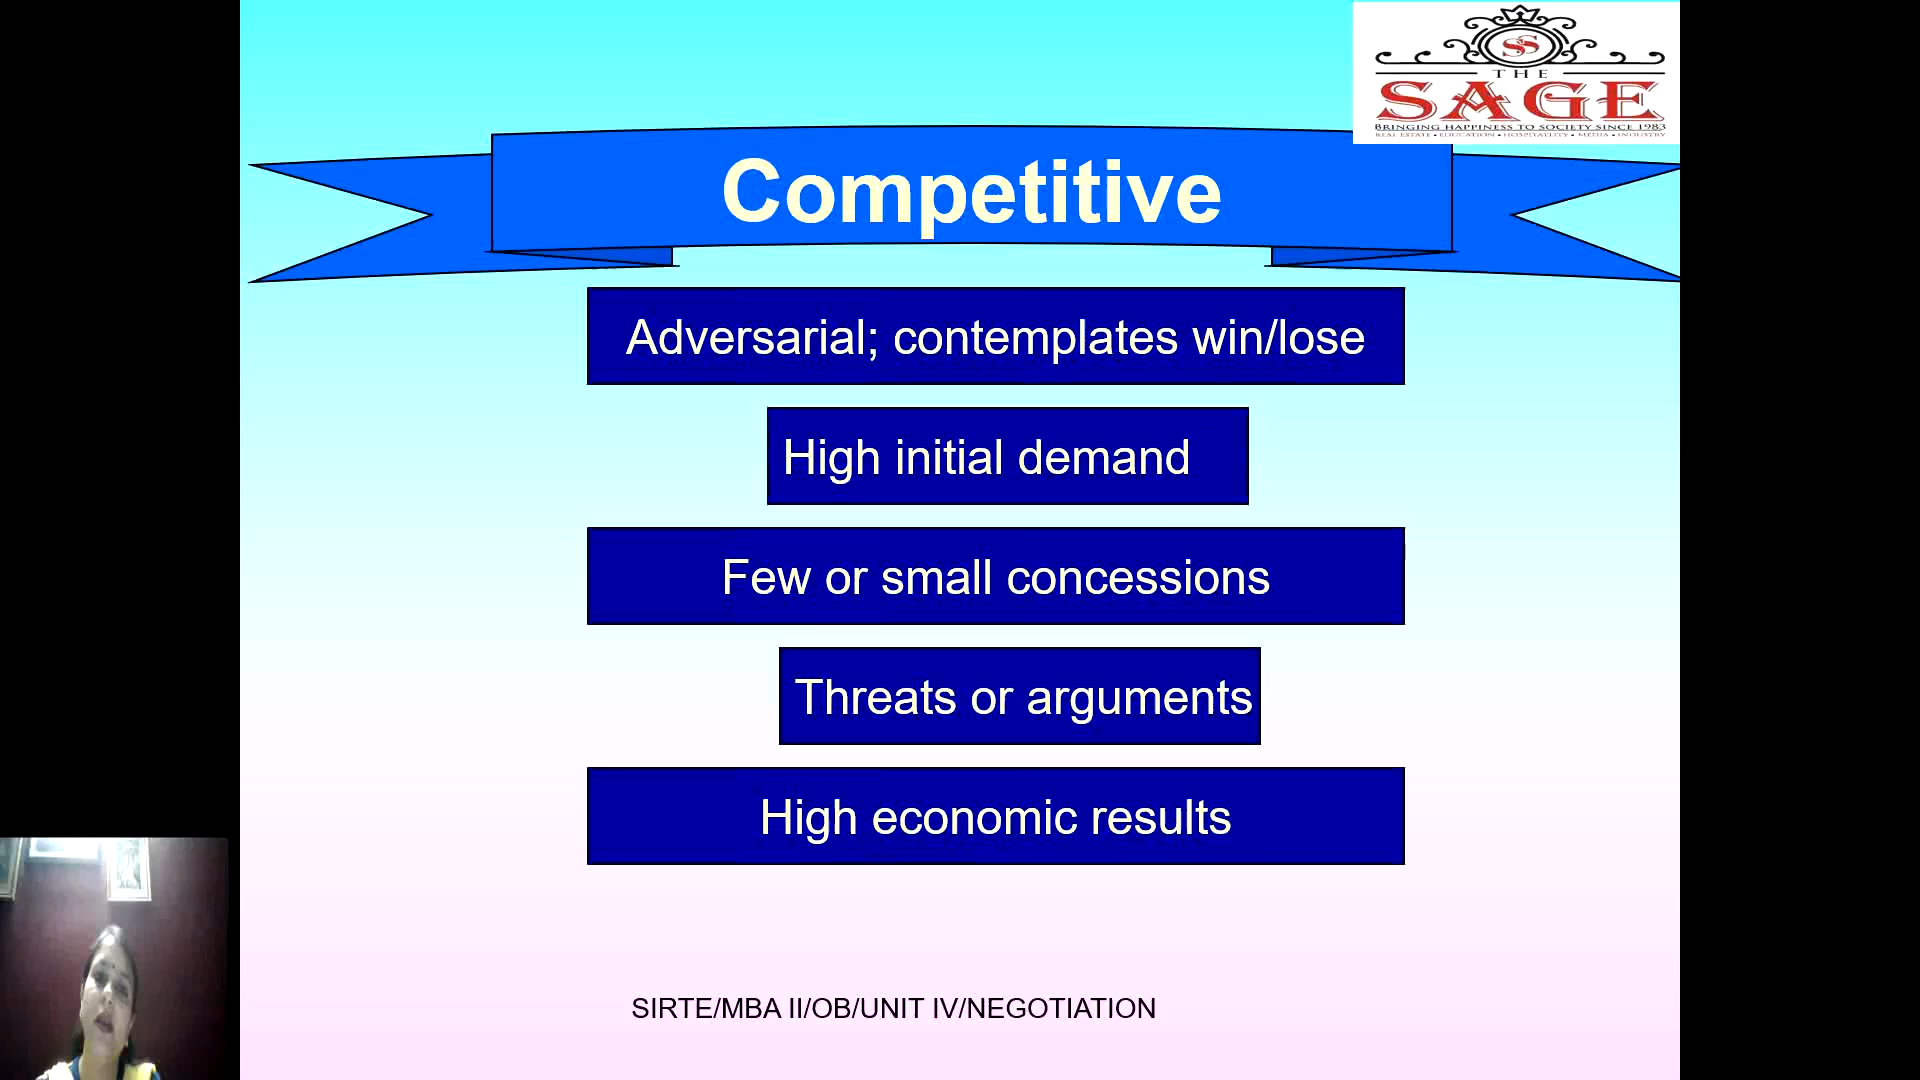 SS
THE
SAGE
BRINGING HAPPINESS TO SOCIETY SINCE 1983
REAL ESTATE • EDUCATION • HOSPITALITY • MEDIA • INDUSTRY
Competitive
Adversarial; contemplates win/lose
High initial demand
Few or small concessions
Threats or arguments
High economic results
SIRTE/MBA II/OB/UNIT IV/NEGOTIATION